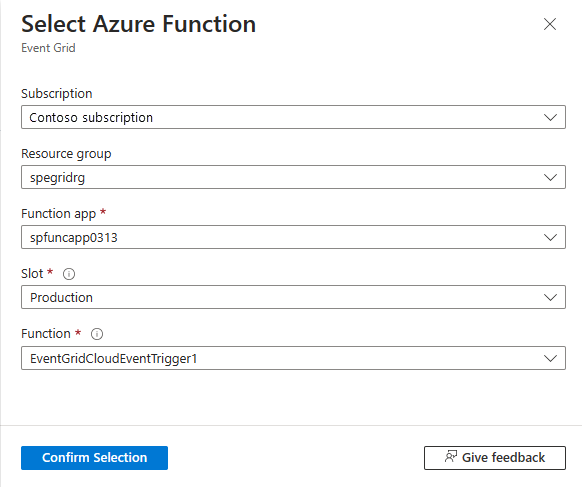 Select Azure Function
Event Grid
Subscription
Contoso subscription
Resource group
spegridrg
Function app *
spfuncapp0313
Slot *
Production
Function *
EventGridCloudEventTrigger1
Confirm Selection
Give feedback